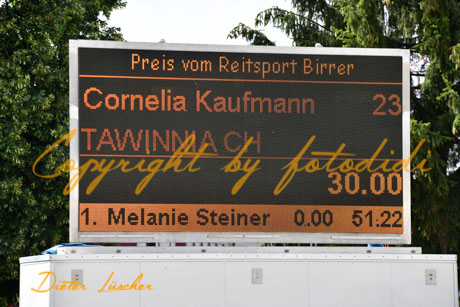 Preis vom Reitsport Birrer
Cornelia Kaufmann 23
TAWINNIA CH
Copyright by fotodidi
30.00
1. Melanie Steiner 0.00 51.22
Dieter Lüscher